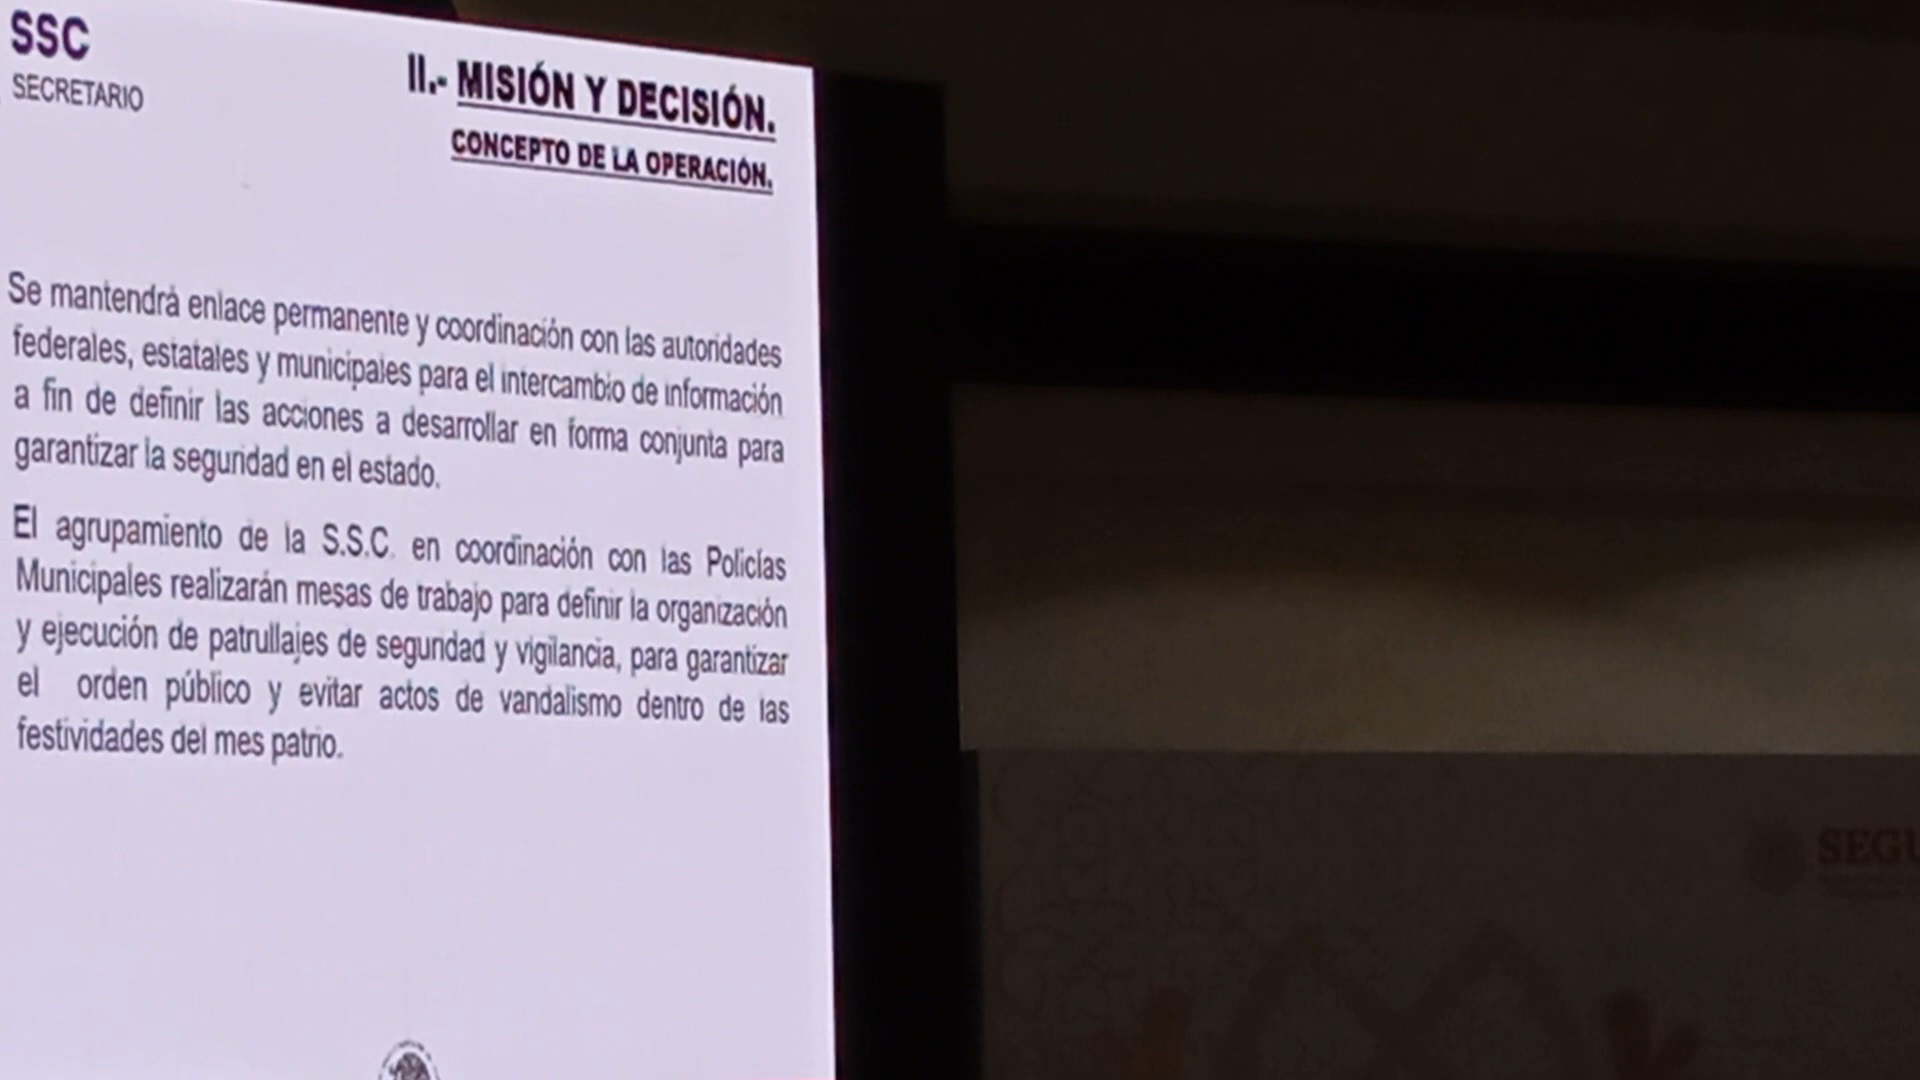 SSC
SECRETARIO
II.- MISIÓN Y DECISIÓN.
CONCEPTO DE LA OPERACIÓN.
Se mantendrá enlace permanente y coordinación con las autoridades
federales, estatales y municipales para el intercambio de información
a fin de definir las acciones a desarrollar en forma conjunta para
garantizar la seguridad en el estado.
El agrupamiento de la S.S.C. en coordinación con las Policías
Municipales realizarán mesas de trabajo para definir la organización
y ejecución de patrullajes de seguridad y vigilancia, para garantizar
el orden público y evitar actos de vandalismo dentro de las
festividades del mes patrio.
SEGU